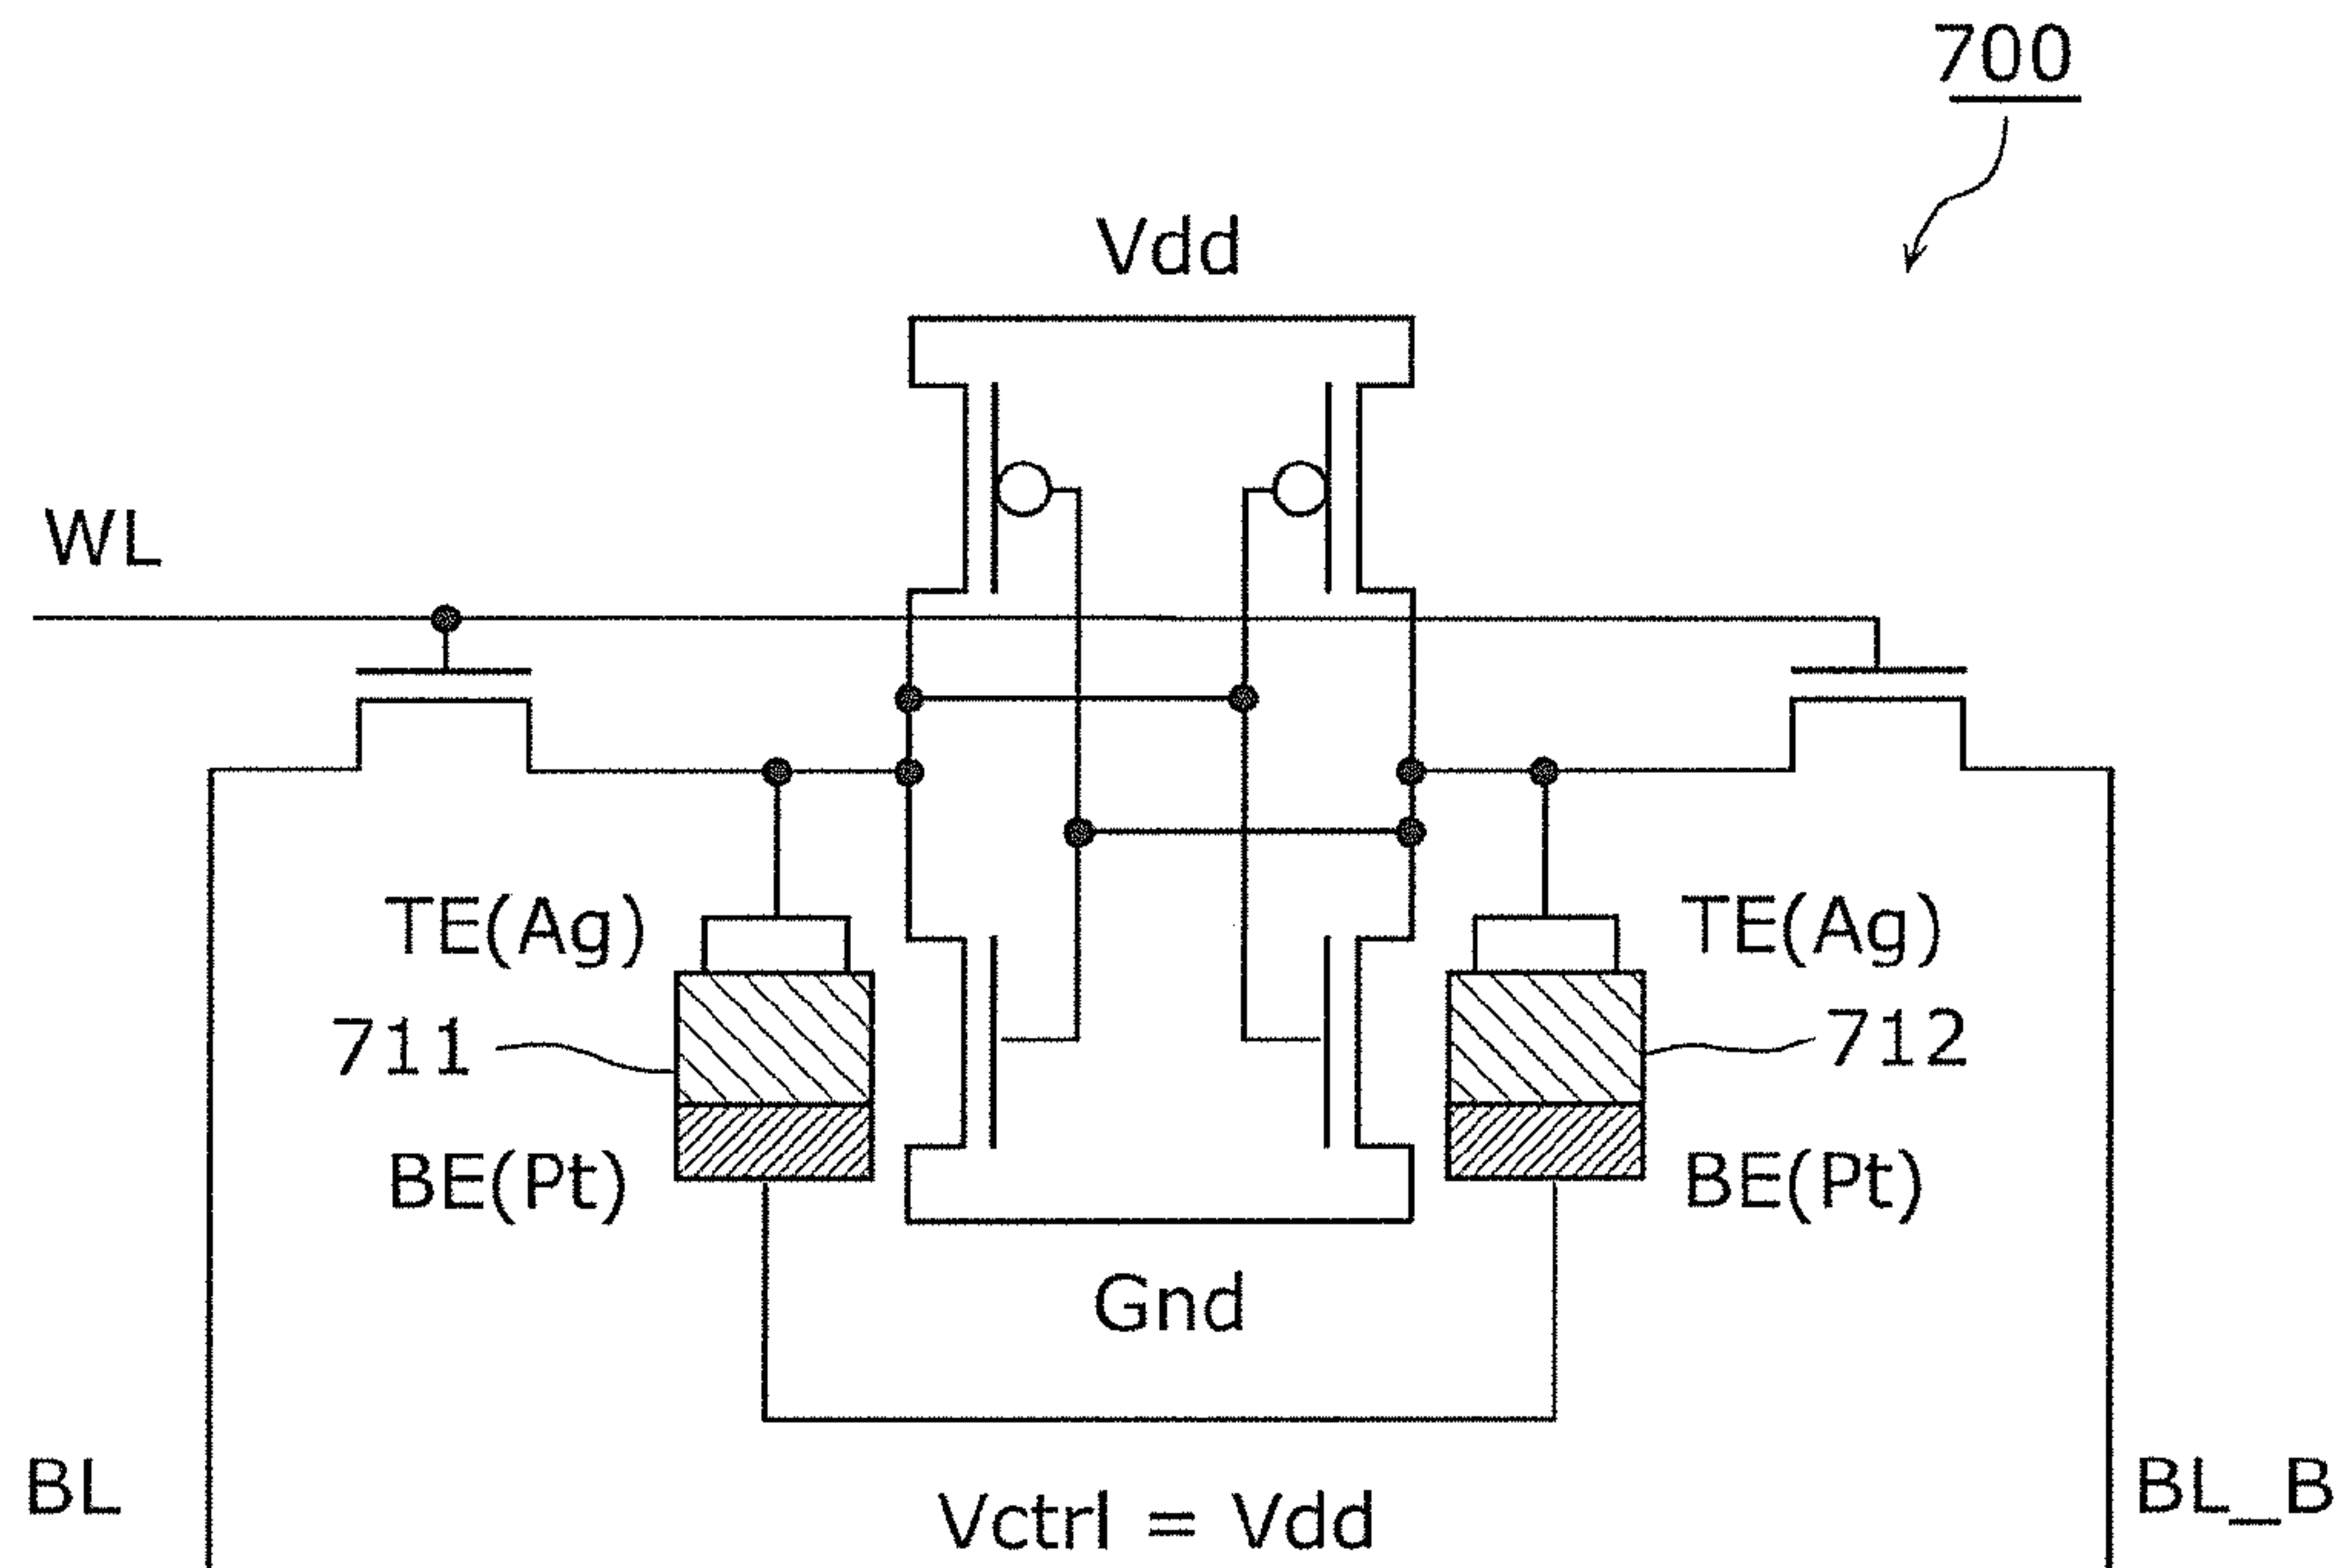 700
Vdd
WL
TE(Ag)
TE(Ag)
711
712
BE(Pt)
BE(Pt)
Gnd
BL
Vctrl = Vdd
BL_B